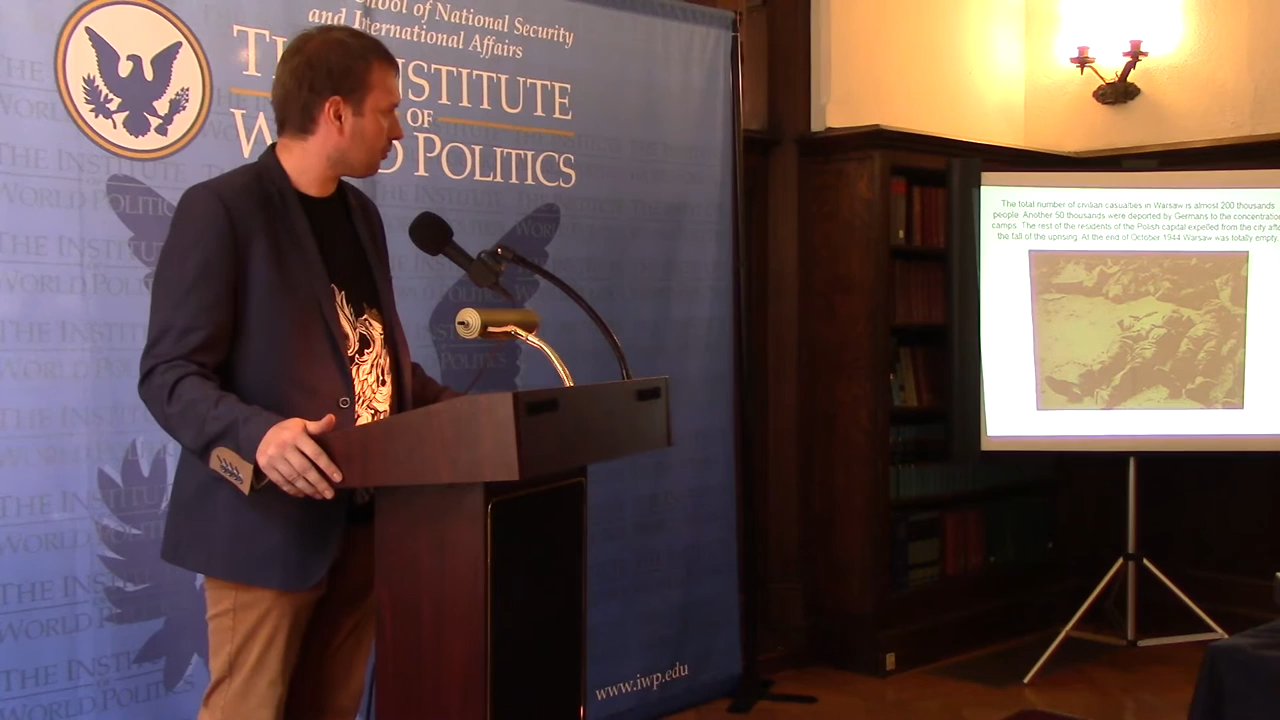 School of National Security
and International Affairs
THE INSTITUTE
OF
WORLD POLITICS
www.iwp.edu
The total number of civilian casualties in Warsaw is almost 200 thousands
people. Another 50 thousands were deported by Germans to the concentration
camps. The rest of the residents of the Polish capital expelled from the city after
the fall of the uprising. At the end of October 1944 Warsaw was totally empty.